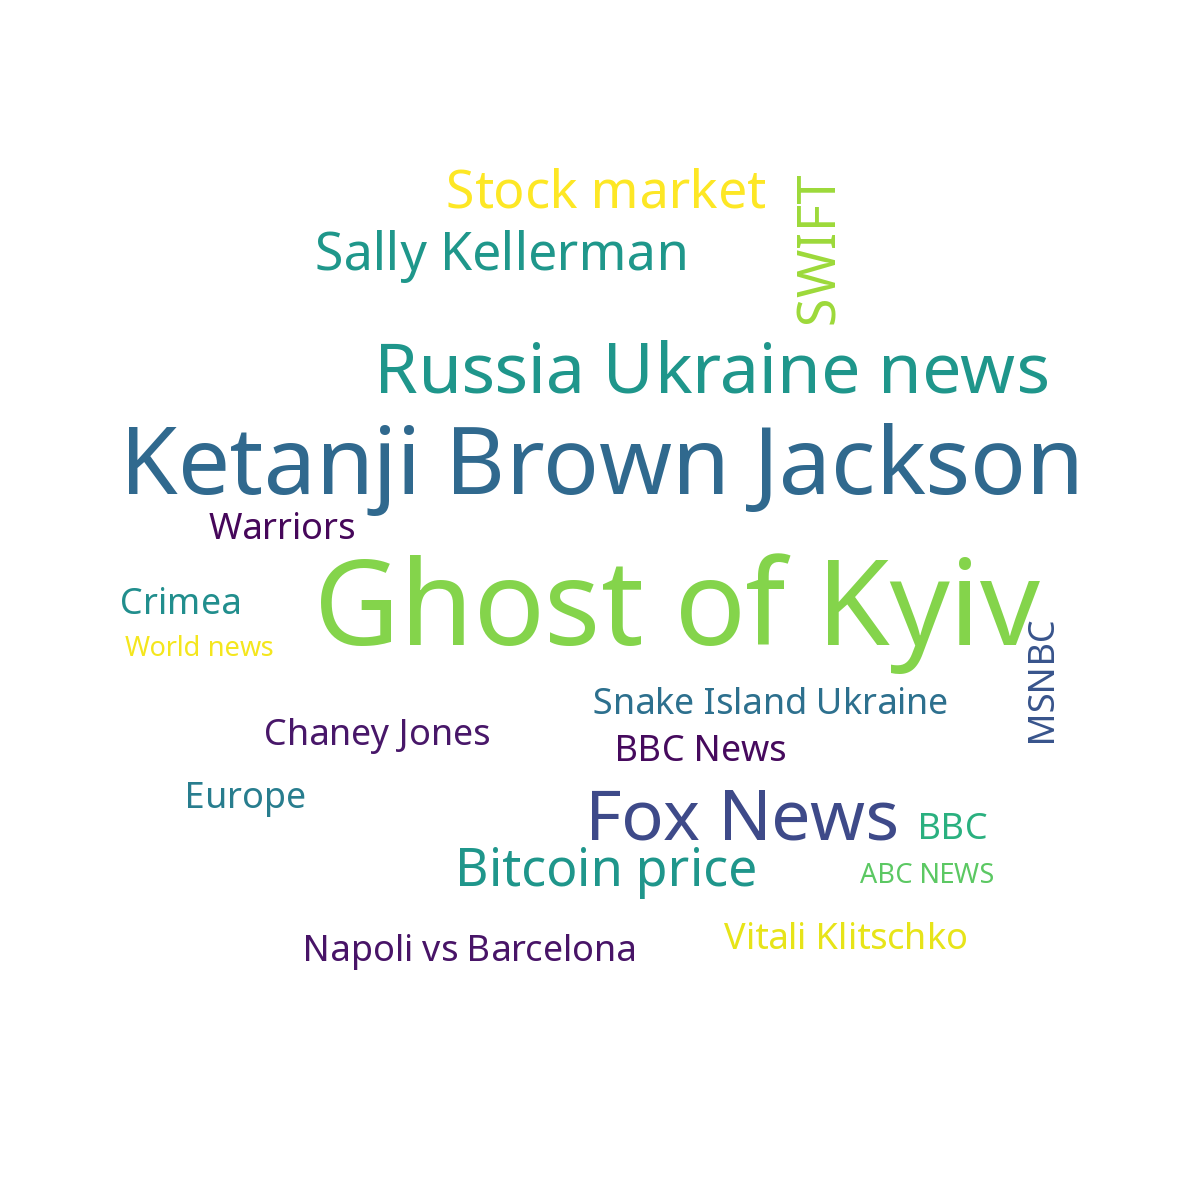 Stock market
SWIFT
Sally Kellerman
Russia Ukraine news
Ketanji Brown Jackson
Warriors
Ghost of Kyiv
Crimea
World news
MSNBC
Snake Island Ukraine
Chaney Jones
BBC News
Europe
Fox News
BBC
Bitcoin price
ABC NEWS
Vitali Klitschko
Napoli vs Barcelona